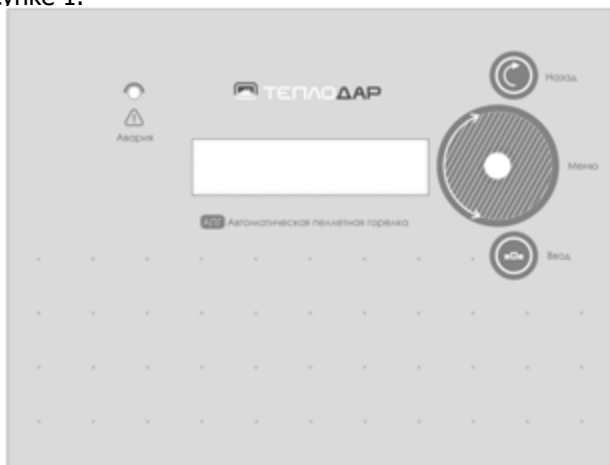 унке 1.
Назад
ТЕПЛОДАР
Авария
Меню
АПГ Автоматическая пеллетная горелка
Ввод